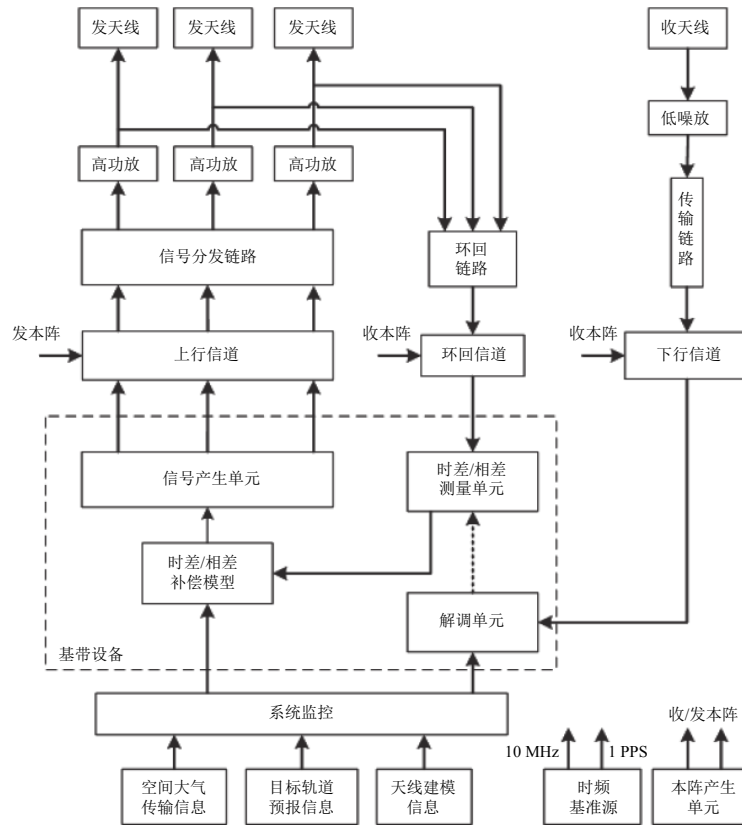 发天线
发天线
发天线
收天线
低噪放
高功放
高功放
高功放
传
输
链
路
信号分发链路
环回
链路
发本阵
上行信道
收本阵
环回信道
收本阵
下行信道
信号产生单元
时差/相差
测量单元
时差/相差
补偿模型
解调单元
基带设备
系统监控
收/发本阵
10 MHz
1 PPS
空间大气
传输信息
目标轨道
预报信息
天线建模
信息
时频
基准源
本阵产生
单元